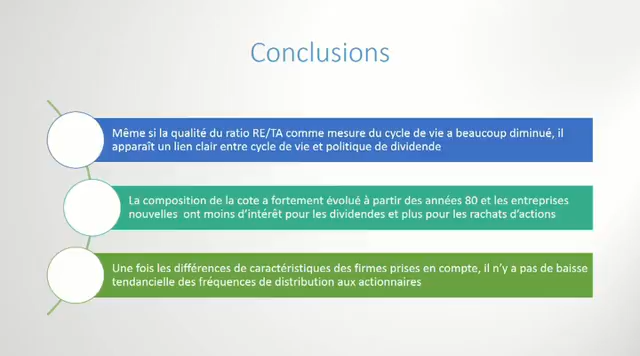 Conclusions
Même si la qualité du ratio RE/TA comme mesure du cycle de vie a beaucoup diminué, il
apparaît un lien clair entre cycle de vie et politique de dividende
La composition de la cote a fortement évolué à partir des années 80 et les entreprises
nouvelles ont moins d'intérêt pour les dividendes et plus pour les rachats d'actions
Une fois les différences de caractéristiques des firmes prises en compte, il n'y a pas de baisse
tendancielle des fréquences de distribution aux actionnaires